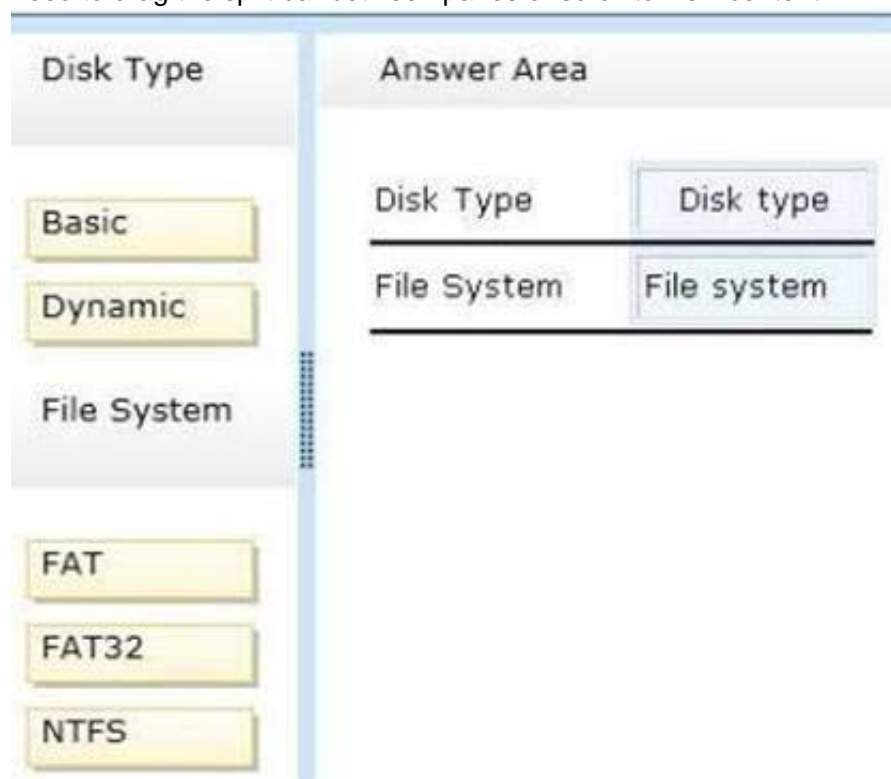 Disk Type
Basic
Dynamic
File System
FAT
FAT32
NTFS
Answer Area
Disk Type Disk type
File System File system